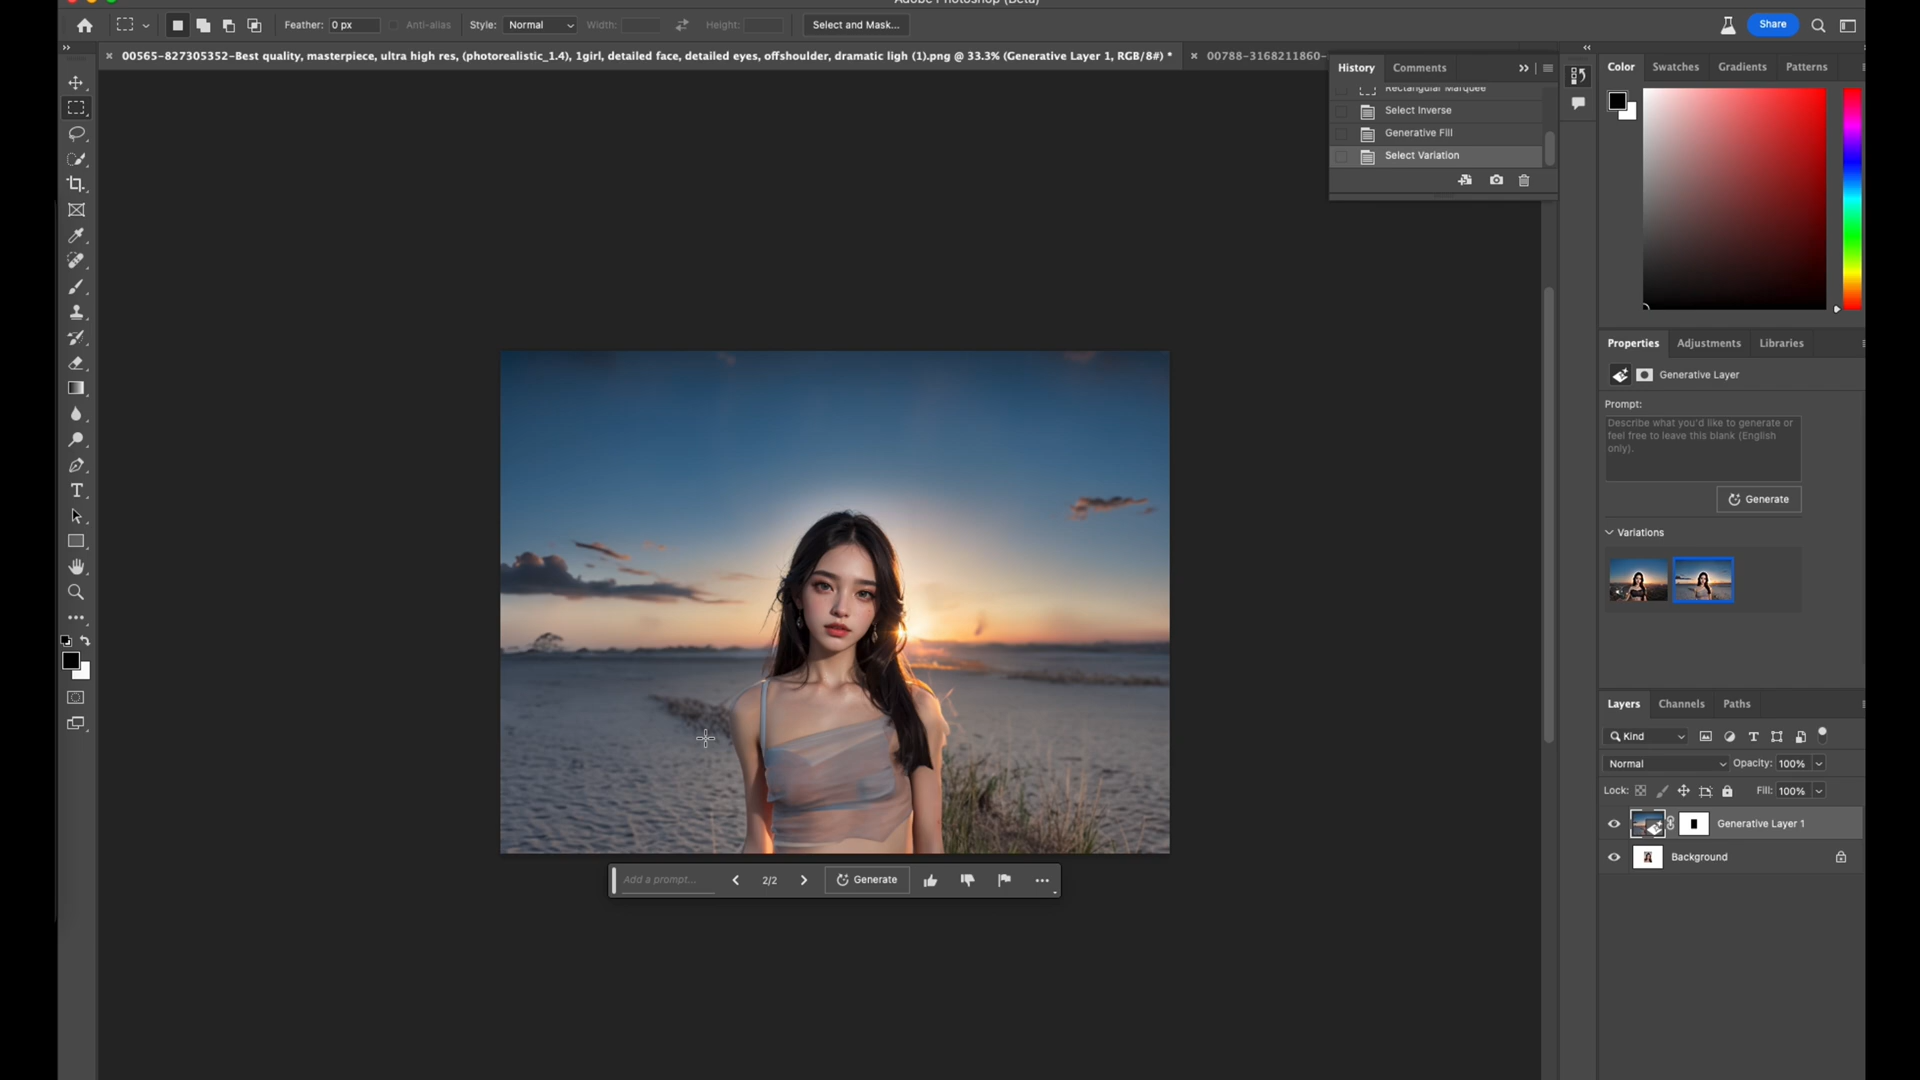 Adobe Photoshop (Beta)
Feather: 0 px Anti-alias Style: Normal Width: Height: Select and Mask... Share
00565-827305352-Best quality, masterpiece, ultra high res, (photorealistic_1.4), 1girl, detailed face, detailed eyes, offshoulder, dramatic ligh (1).png @ 33.3% (Generative Layer 1, RGB/8#) *
00788-3168211860-
History Comments
Rectangular Marquee
Select Inverse
Generative Fill
Select Variation
Color Swatches Gradients Patterns
Properties Adjustments Libraries
Generative Layer
Prompt:
Describe what you'd like to generate or
feel free to leave this blank (English
only).
Generate
Variations
Layers Channels Paths
Kind
Normal Opacity: 100%
Lock: Fill: 100%
Generative Layer 1
Background
Add a prompt... 2/2 Generate